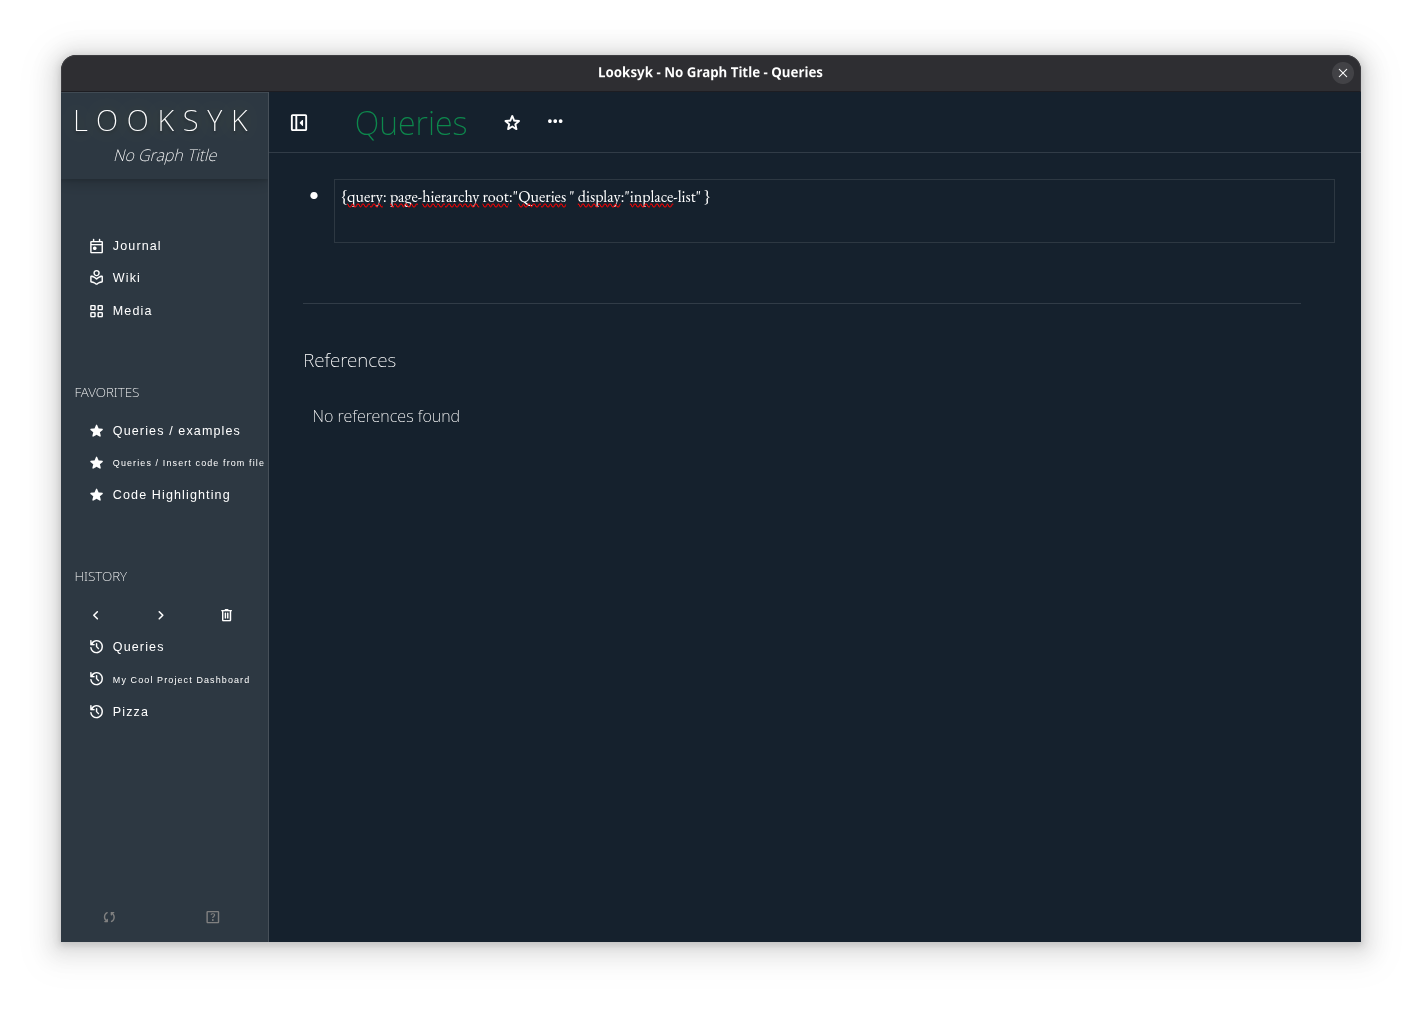 Looksyk - No Graph Title - Queries
LOOKSYK
No Graph Title
Journal
Wiki
Media
FAVORITES
Queries / examples
Queries / Insert code from file
Code Highlighting
HISTORY
Queries
My Cool Project Dashboard
Pizza
Queries
{query: page-hierarchy root:"Queries " display:"inplace-list" }
References
No references found